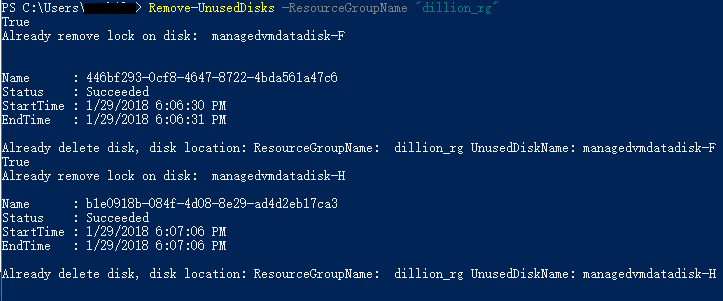 PS C:\Users\> Remove-UnusedDisks -ResourceGroupName "dillion_rg"
True
Already remove lock on disk:  managedvmdatadisk-F
Name      : 446bf293-0cf8-4647-8722-4bda561a47c6
Status    : Succeeded
StartTime : 1/29/2018 6:06:30 PM
EndTime   : 1/29/2018 6:06:31 PM
Already delete disk, disk location: ResourceGroupName:  dillion_rg UnusedDiskName: managedvmdatadisk-F
True
Already remove lock on disk:  managedvmdatadisk-H
Name      : b1e0918b-084f-4d08-8e29-ad4d2eb17ca3
Status    : Succeeded
StartTime : 1/29/2018 6:07:06 PM
EndTime   : 1/29/2018 6:07:06 PM
Already delete disk, disk location: ResourceGroupName:  dillion_rg UnusedDiskName: managedvmdatadisk-H